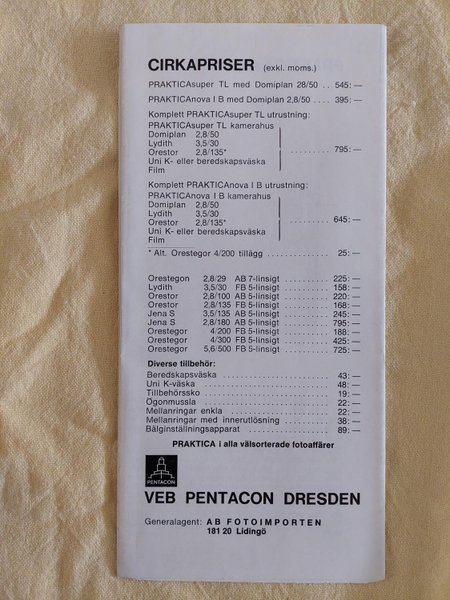 CIRKAPRISER (exkl. moms.)
PRAKTICAsuper TL med Domiplan 28/50 .. 545:—
PRAKTICAnova I B med Domiplan 2,8/50 .... 395:—
Komplett PRAKTICAsuper TL utrustning:
PRAKTICAsuper TL kamerahus
Domiplan 2,8/50
Lydith 3,5/30
Orestor 2,8/135* .......... 795:—
Uni K- eller beredskapsväska
Film
Komplett PRAKTICAnova I B utrustning:
PRAKTICAnova I B kamerahus
Domiplan 2,8/50
Lydith 3,5/30
Orestor 2,8/135* .......... 645:—
Uni K- eller beredskapsväska
Film
* Alt. Orestegor 4/200 tillägg .......... 25:—
Orestegon 2,8/29 AB 7-linsigt .......... 225:—
Lydith 3,5/30 FB 5-linsigt .......... 158:—
Orestor 2,8/100 AB 5-linsigt .......... 220:—
Orestor 2,8/135 FB 5-linsigt .......... 168:—
Jena S 3,5/135 AB 5-linsigt .......... 245:—
Jena S 2,8/180 AB 5-linsigt .......... 795:—
Orestegor 4/200 FB 5-linsigt .......... 188:—
Orestegor 4/300 FB 5-linsigt .......... 425:—
Orestegor 5,6/500 FB 5-linsigt .......... 725:—
Diverse tillbehör:
Beredskapsväska .......... 43:—
Uni K-väska .......... 48:—
Tillbehörssko .......... 19:—
Ögonmussla .......... 22:—
Mellanringar enkla .......... 22:—
Mellanringar med innerutlösning .......... 38:—
Bälginställningsapparat .......... 89:—
PRAKTICA i alla välsorterade fotoaffärer
PENTACON
VEB PENTACON DRESDEN
Generalagent: AB FOTOIMPORTEN
181 20 Lidingö